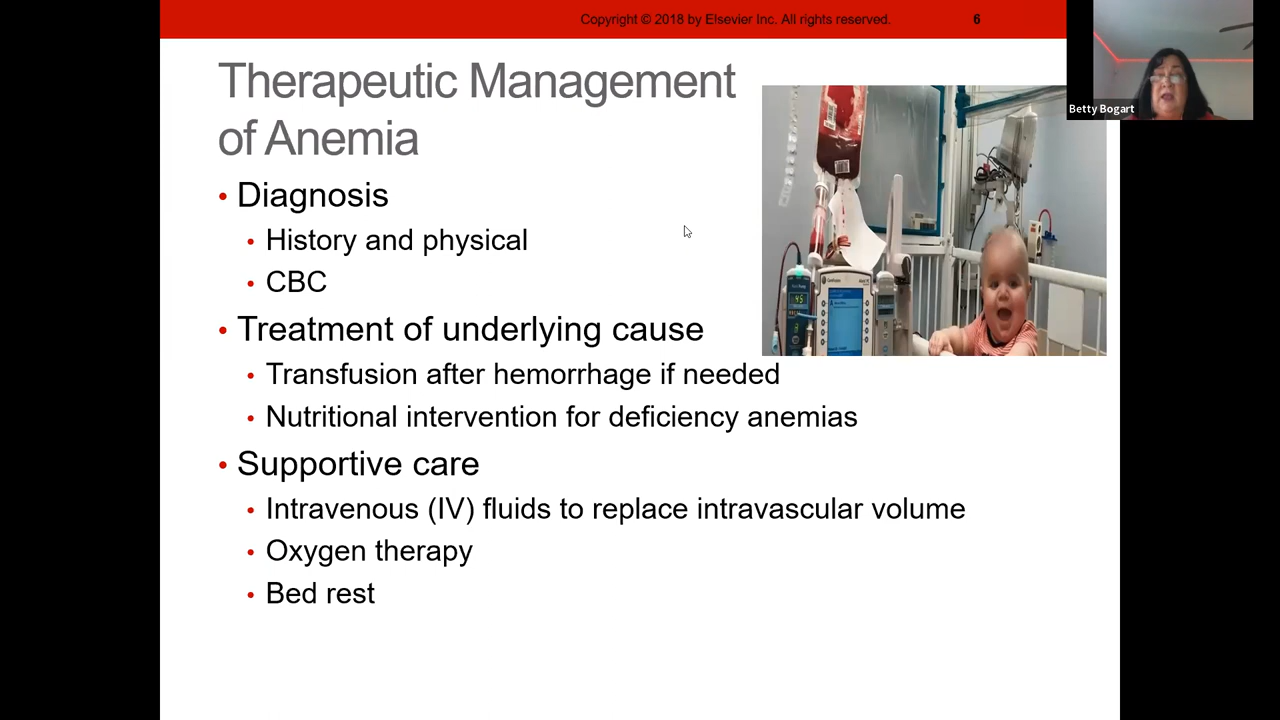 Copyright © 2018 by Elsevier Inc. All rights reserved.
6
Betty Bogart
Therapeutic Management
of Anemia
• Diagnosis
• History and physical
• CBC
• Treatment of underlying cause
• Transfusion after hemorrhage if needed
• Nutritional intervention for deficiency anemias
• Supportive care
• Intravenous (IV) fluids to replace intravascular volume
• Oxygen therapy
• Bed rest
45